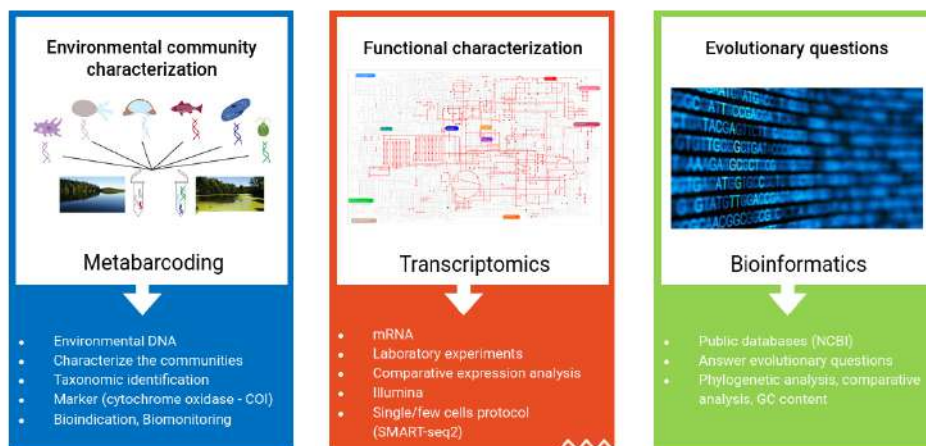 Environmental community
characterization
Metabarcoding
Environmental DNA
Characterize the communities
Taxonomic identification
Marker (cytochrome oxidase - COI)
Bioindication, Biomonitoring
Functional characterization
Transcriptomics
mRNA
Laboratory experiments
Comparative expression analysis
Illumina
Single/few cells protocol
(SMART-seq2)
Evolutionary questions
Bioinformatics
Public databases (NCBI)
Answer evolutionary questions
Phylogenetic analysis, comparative
analysis, GC content